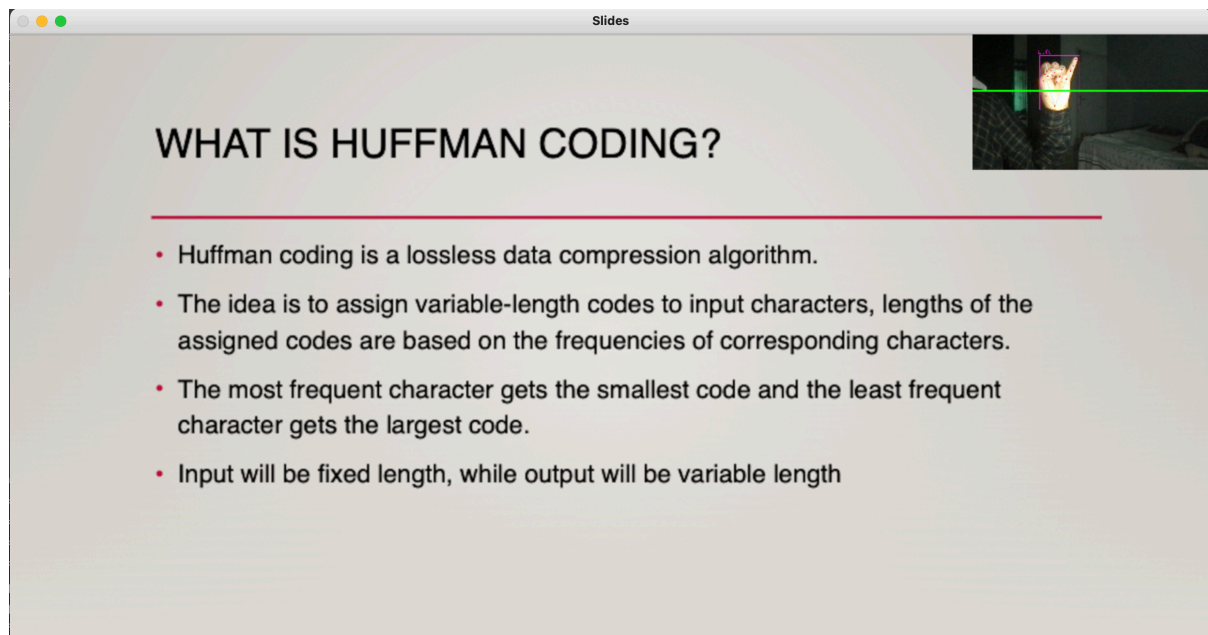 Slides
WHAT IS HUFFMAN CODING?
• Huffman coding is a lossless data compression algorithm.
• The idea is to assign variable-length codes to input characters, lengths of the
assigned codes are based on the frequencies of corresponding characters.
• The most frequent character gets the smallest code and the least frequent
character gets the largest code.
• Input will be fixed length, while output will be variable length